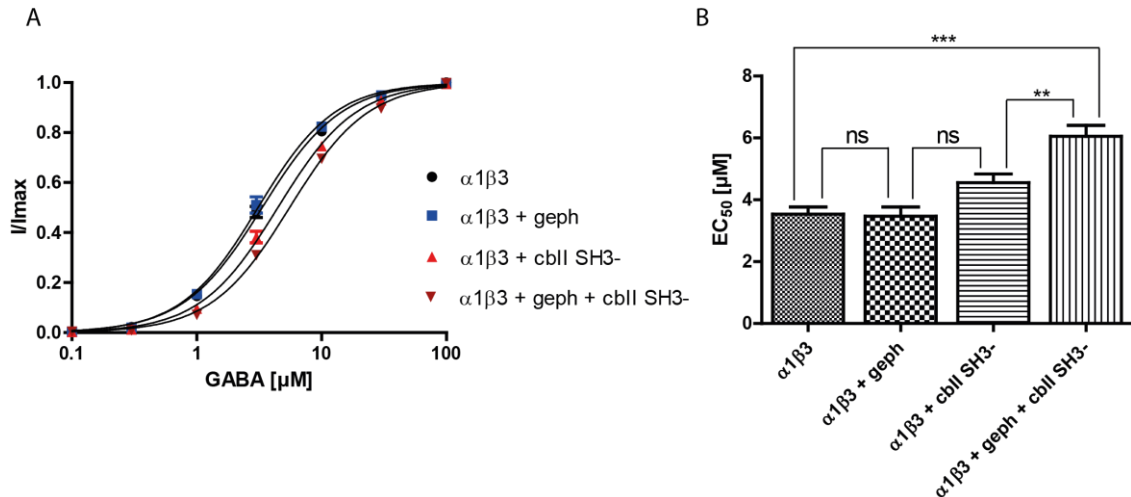 A
I/Imax
1.0
0.8
0.6
0.4
0.2
0.0
0.1
1
10
100
GABA [µM]
α1β3
α1β3 + geph
α1β3 + cbII SH3-
α1β3 + geph + cbII SH3-
B
EC50 [µM]
8
6
4
2
0
***
**
ns
ns
α1β3
α1β3 + geph
α1β3 + cbII SH3-
α1β3 + geph + cbII SH3-